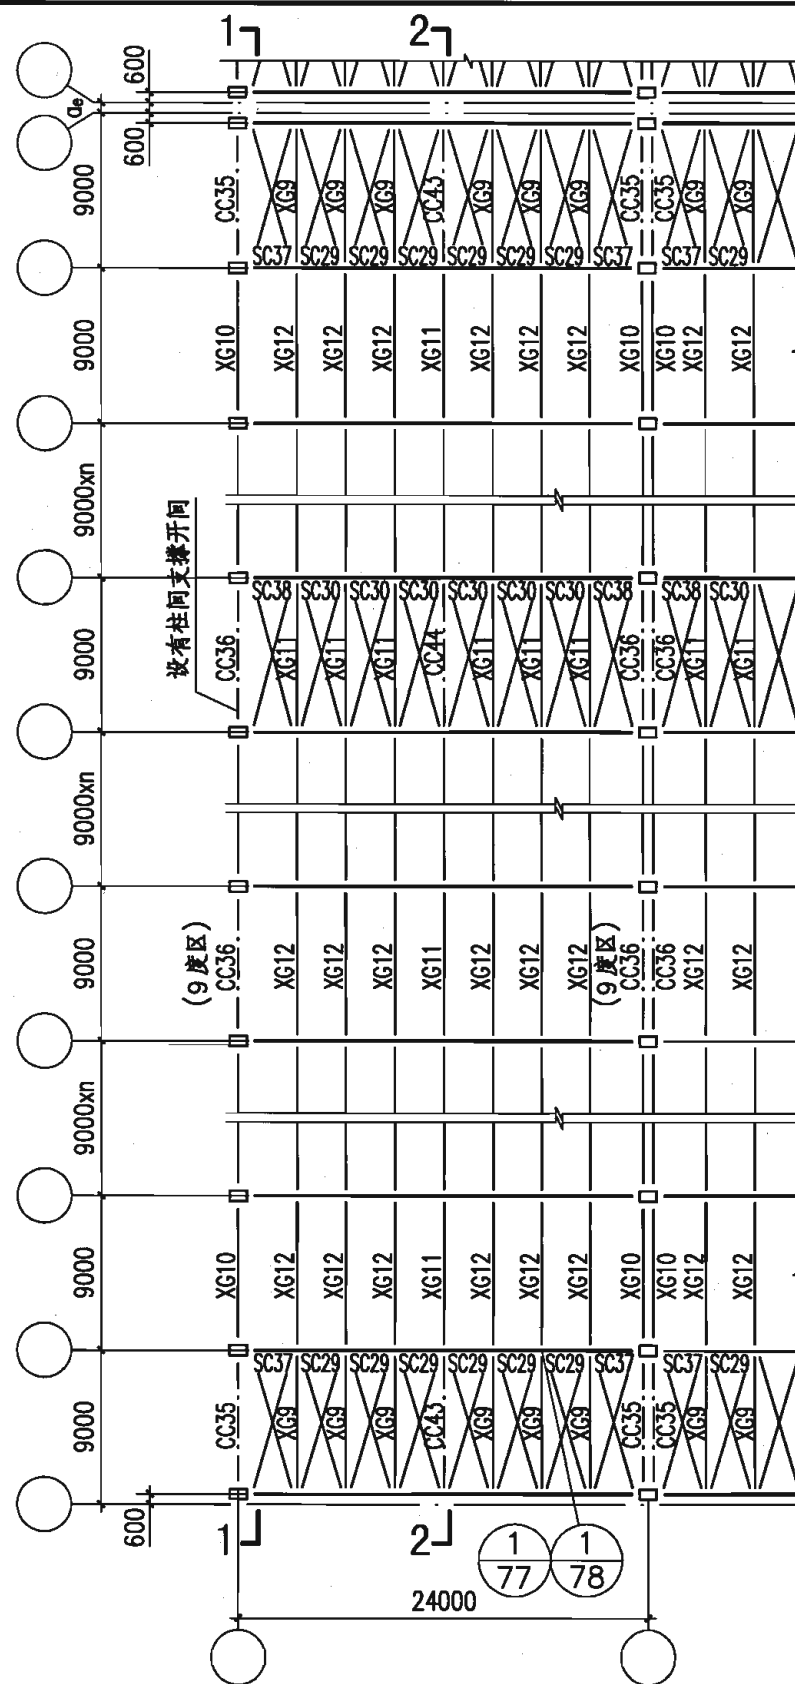 1 2
600
ae
600
9000
CC35 XG9 XG9 XG9 CC43 XG9 XG9 XG9 CC35 CC35 XG9 XG9
SC37 SC29 SC29 SC29 SC29 SC29 SC29 SC37 SC37 SC29
9000
XG10 XG12 XG12 XG12 XG11 XG12 XG12 XG12 XG10 XG10 XG12 XG12
9000xn
设有柱间支撑开间
SC38 SC30 SC30 SC30 SC30 SC30 SC30 SC38 SC38 SC30
9000
CC36 XG11 XG11 XG11 CC44 XG11 XG11 XG11 CC36 CC36 XG11 XG11
9000xn
9000
(9度区) (9度区)
CC36 XG12 XG12 XG12 XG11 XG12 XG12 XG12 CC36 CC36 XG12 XG12
9000xn
9000
XG10 XG12 XG12 XG12 XG11 XG12 XG12 XG12 XG10 XG10 XG12 XG12
SC37 SC29 SC29 SC29 SC29 SC29 SC29 SC37 SC37 SC29
9000
CC35 XG9 XG9 XG9 CC43 XG9 XG9 XG9 CC35 CC35 XG9 XG9
600
1 2
1 1
77 78
24000